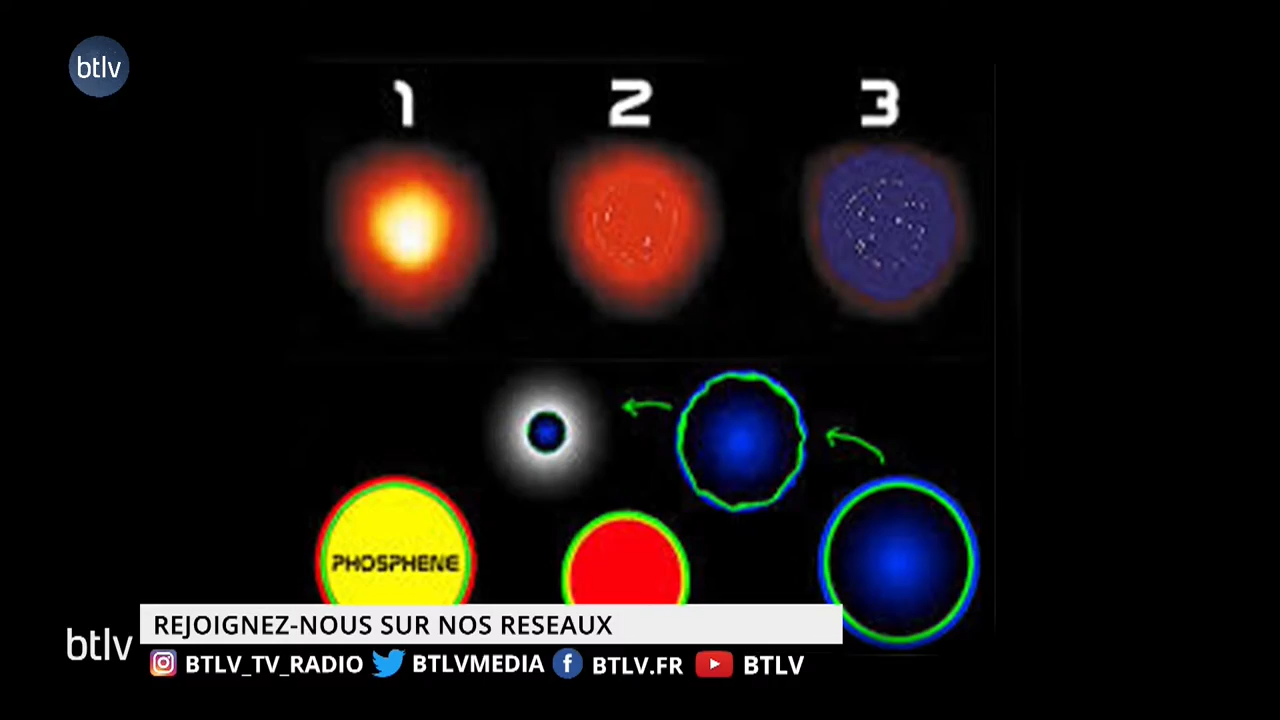 btlv
1 2 3
PHOSPHENE
btlv
REJOIGNEZ-NOUS SUR NOS RESEAUX
BTLV_TV_RADIO BTLVMEDIA f BTLV.FR BTLV